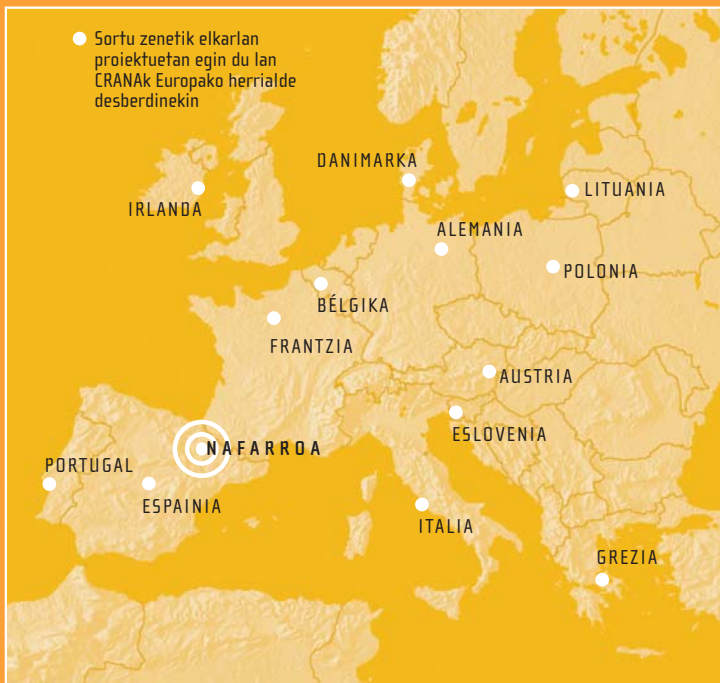 Sortu zenetik elkarlan
proiektuetan egin du lan
CRANAk Europako herrialde
desberdinekin
DANIMARKA
LITUANIA
IRLANDA
ALEMANIA
POLONIA
BÉLGIKA
FRANTZIA
AUSTRIA
ESLOVENIA
NAFARROA
PORTUGAL
ESPAINIA
ITALIA
GREZIA